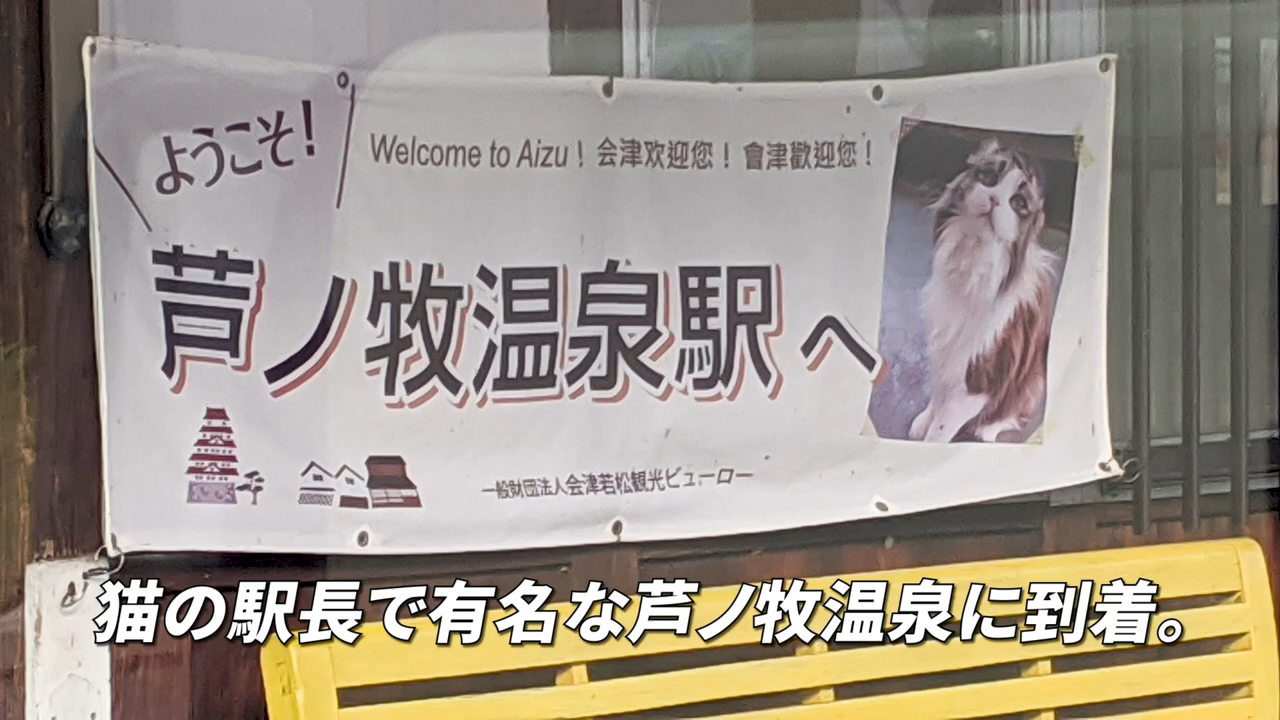 ようこそ!
Welcome to Aizu! 会津欢迎您! 會津歡迎您!
芦ノ牧温泉駅へ
一般財団法人会津若松観光ビューロー
猫の駅長で有名な芦ノ牧温泉に到着。